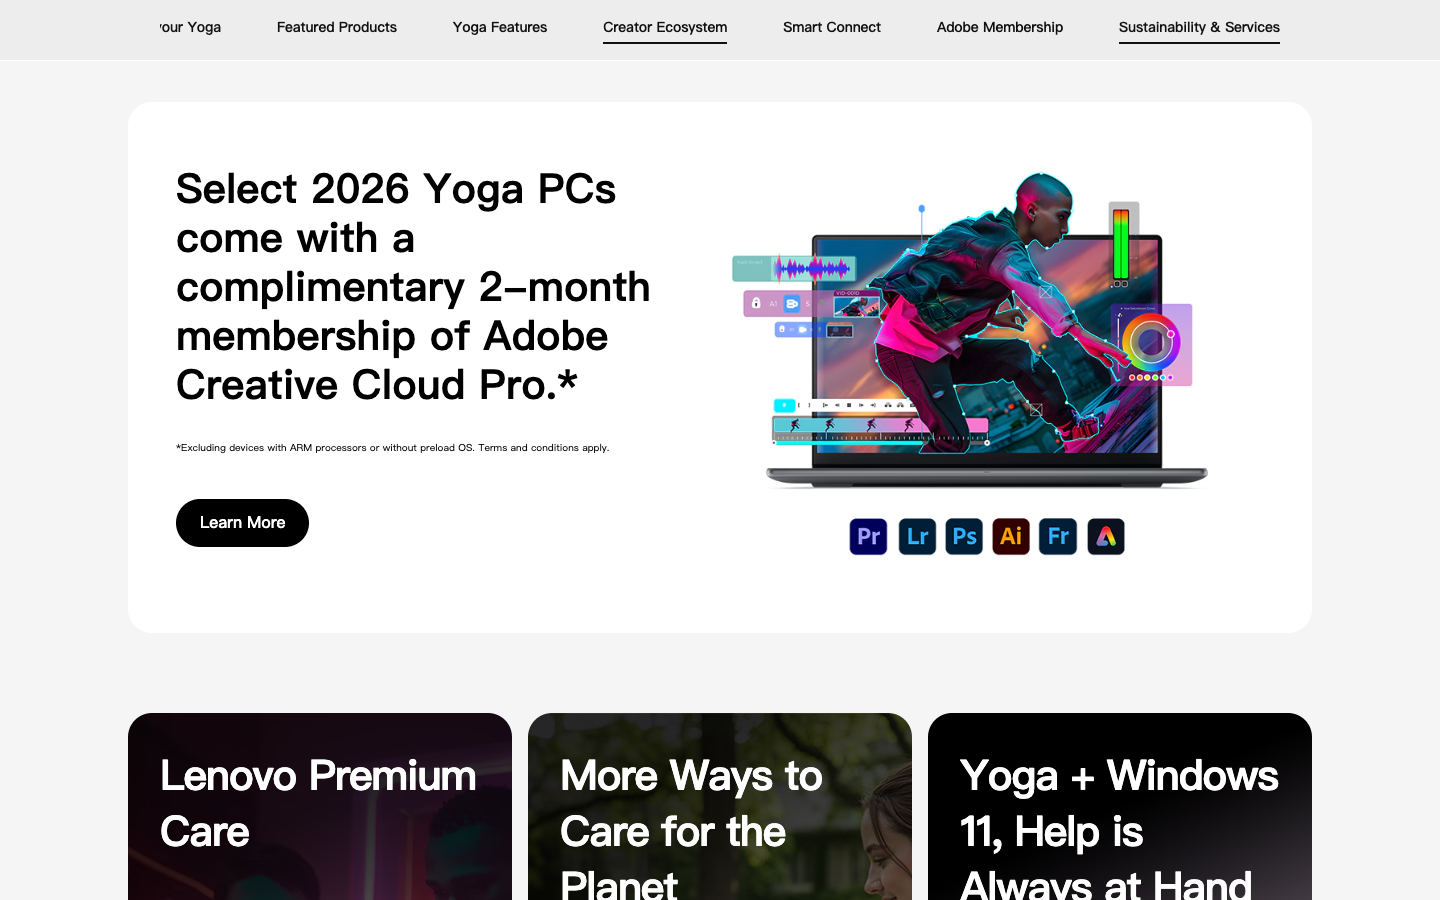 your Yoga Featured Products Yoga Features Creator Ecosystem Smart Connect Adobe Membership Sustainability & Services
Select 2026 Yoga PCs
come with a
complimentary 2–month
membership of Adobe
Creative Cloud Pro.*
*Excluding devices with ARM processors or without preload OS. Terms and conditions apply.
Learn More
Pr Lr Ps Ai Fr
Lenovo Premium
Care
More Ways to
Care for the
Planet
Yoga + Windows
11, Help is
Always at Hand